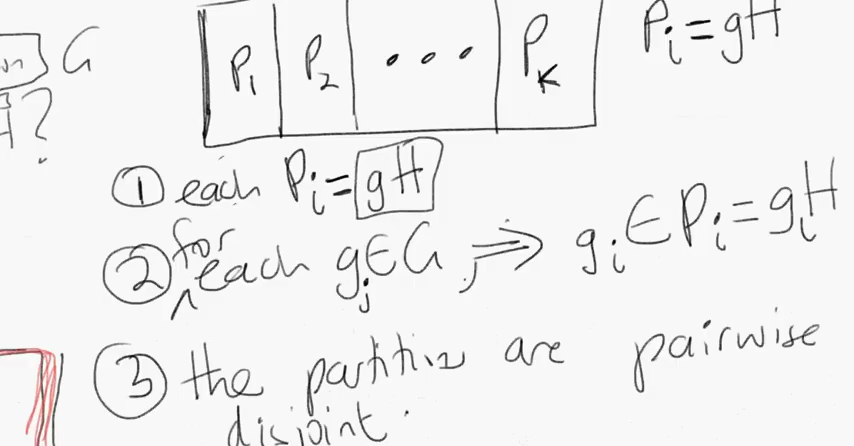 G
P₁ P₂ ... Pₖ Pᵢ=gH
H?
① each Pᵢ=gH
② for each gⱼ∈G, ⇒ gᵢ∈Pᵢ=gᵢH
③ the partition are pairwise
disjoint.